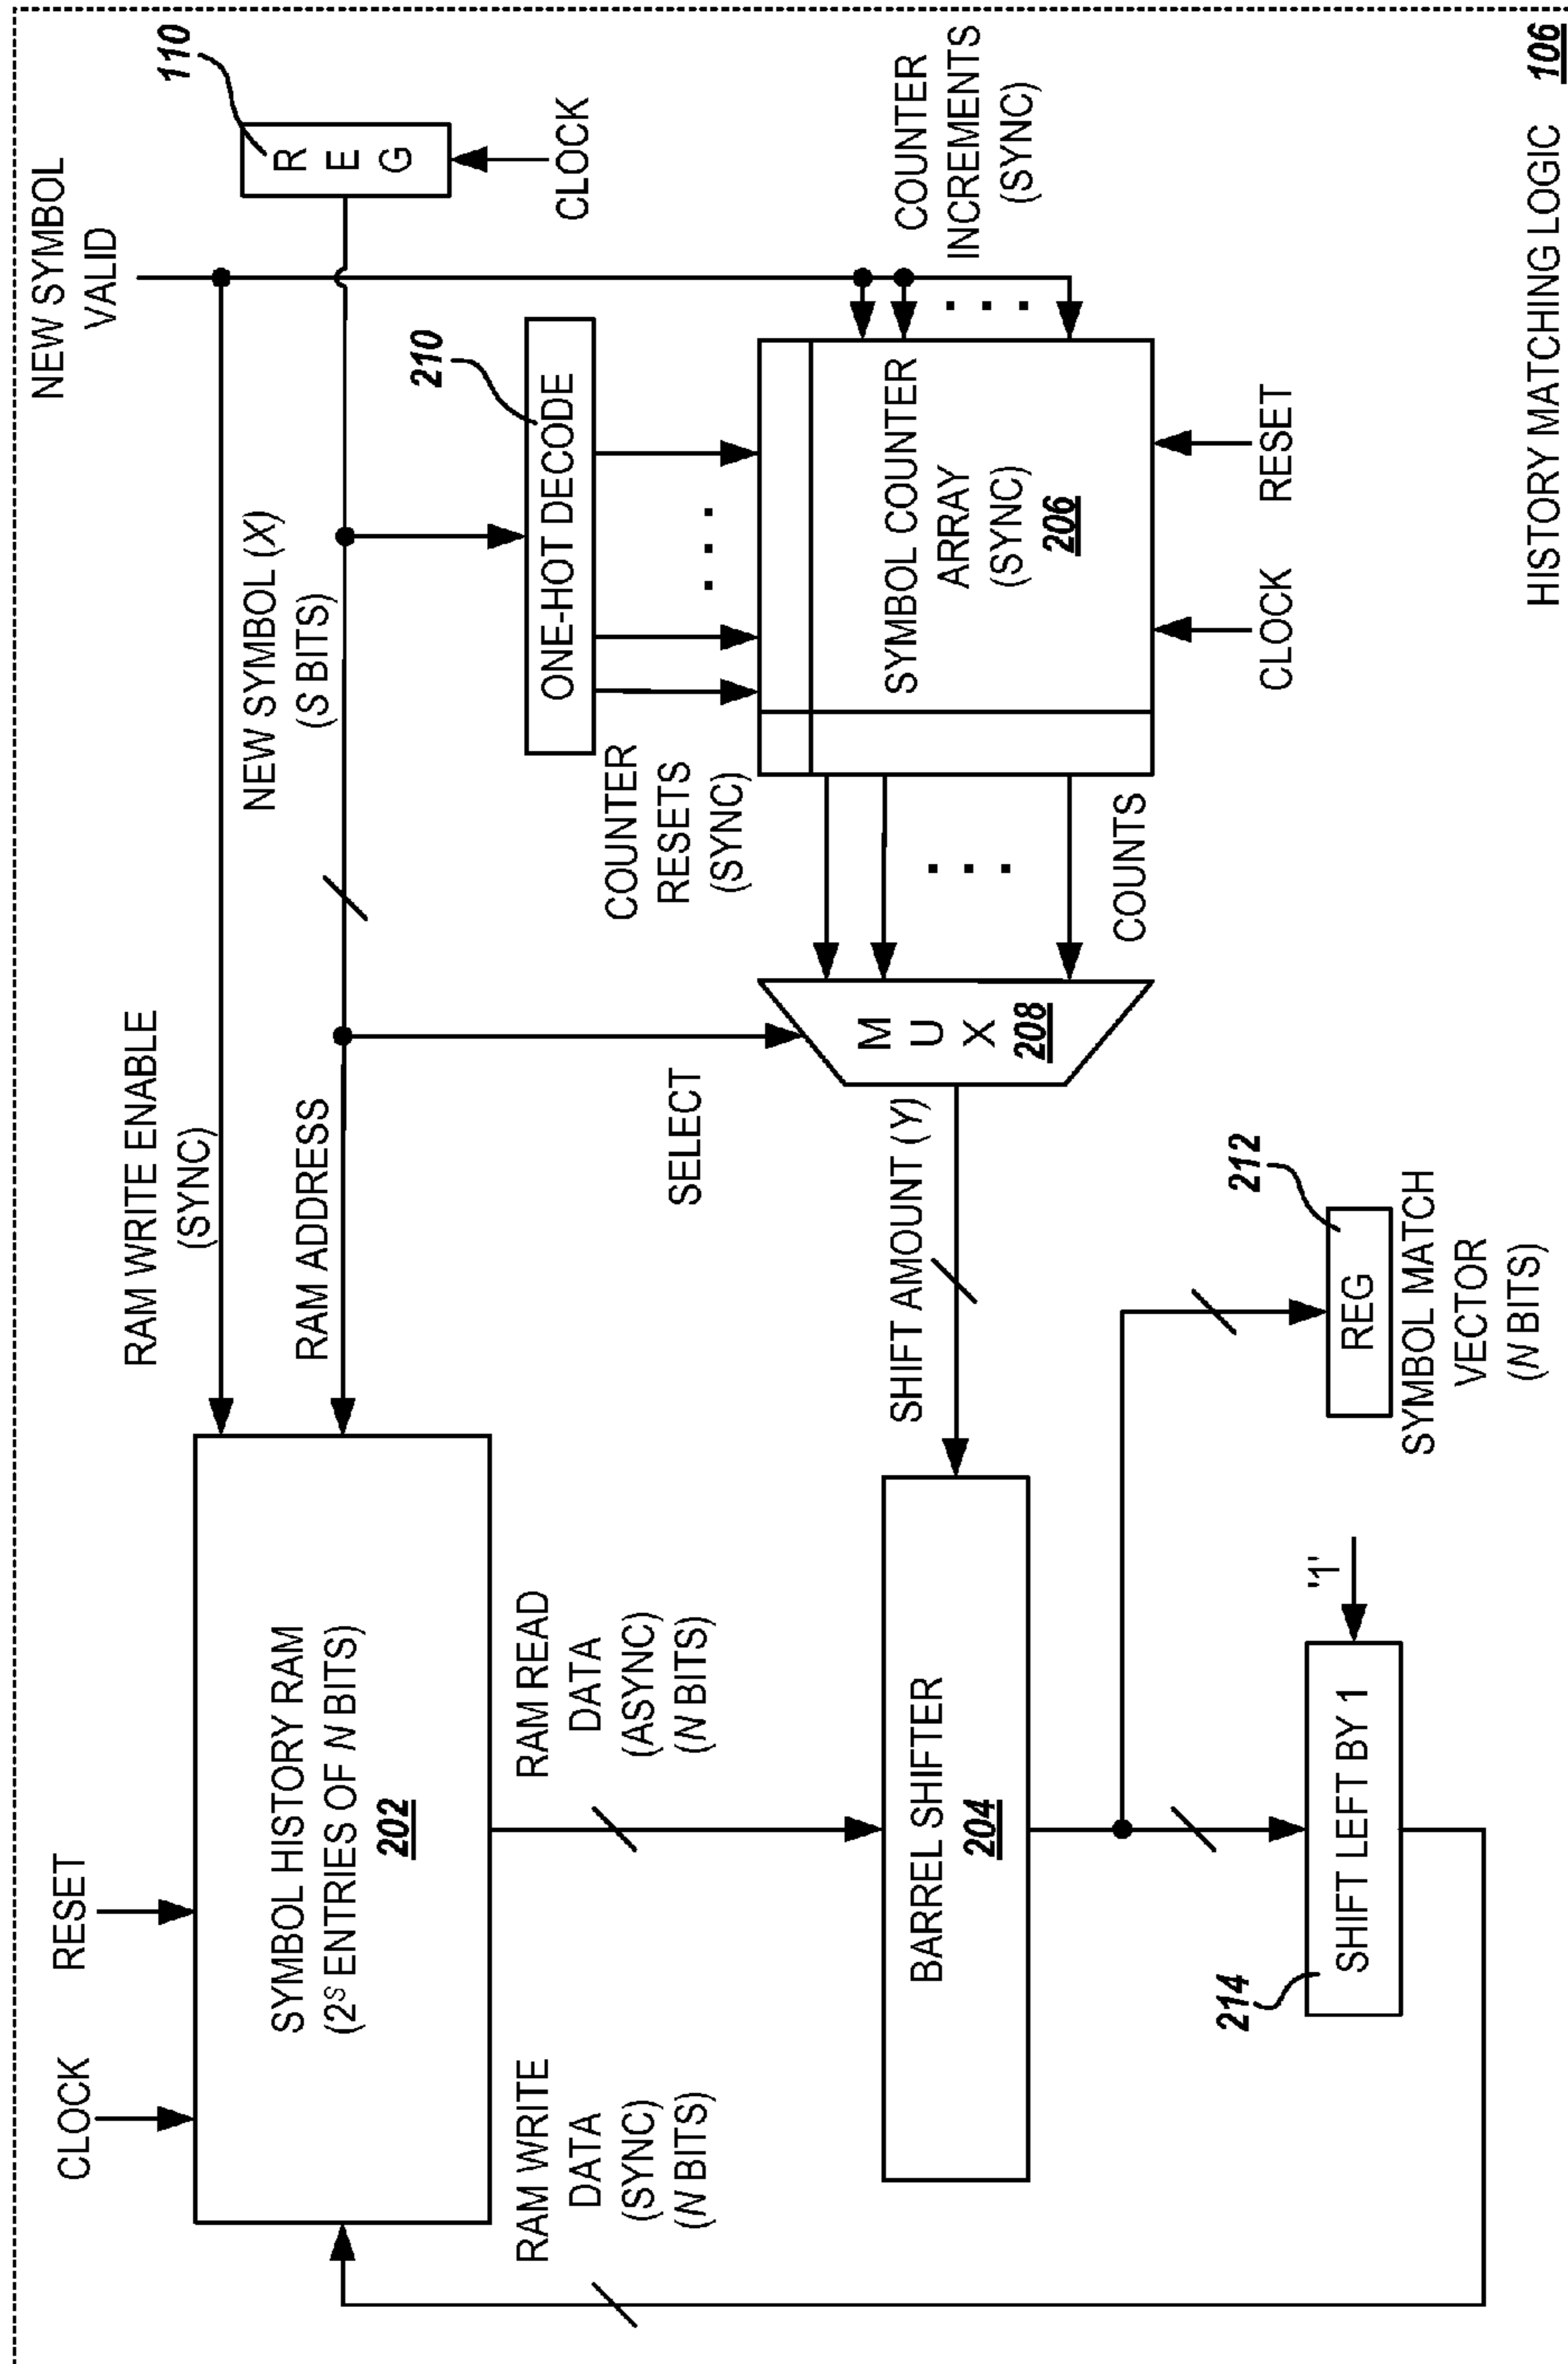 CLOCK
RESET
SYMBOL HISTORY RAM
(2ˢ ENTRIES OF N BITS)
202
RAM WRITE ENABLE
(SYNC)
RAM ADDRESS
NEW SYMBOL
VALID
NEW SYMBOL (X)
(S BITS)
110
R
E
G
CLOCK
RAM WRITE
DATA
(SYNC)
(N BITS)
RAM READ
DATA
(ASYNC)
(N BITS)
SELECT
210
ONE-HOT DECODE
COUNTER
RESETS
(SYNC)
. . .
SYMBOL COUNTER
ARRAY
(SYNC)
206
COUNTER
INCREMENTS
(SYNC)
. . .
CLOCK
RESET
. . .
COUNTS
M
U
X
208
SHIFT AMOUNT (Y)
BARREL SHIFTER
204
212
REG
SYMBOL MATCH
VECTOR
(N BITS)
214
SHIFT LEFT BY 1
'1'
HISTORY MATCHING LOGIC 106